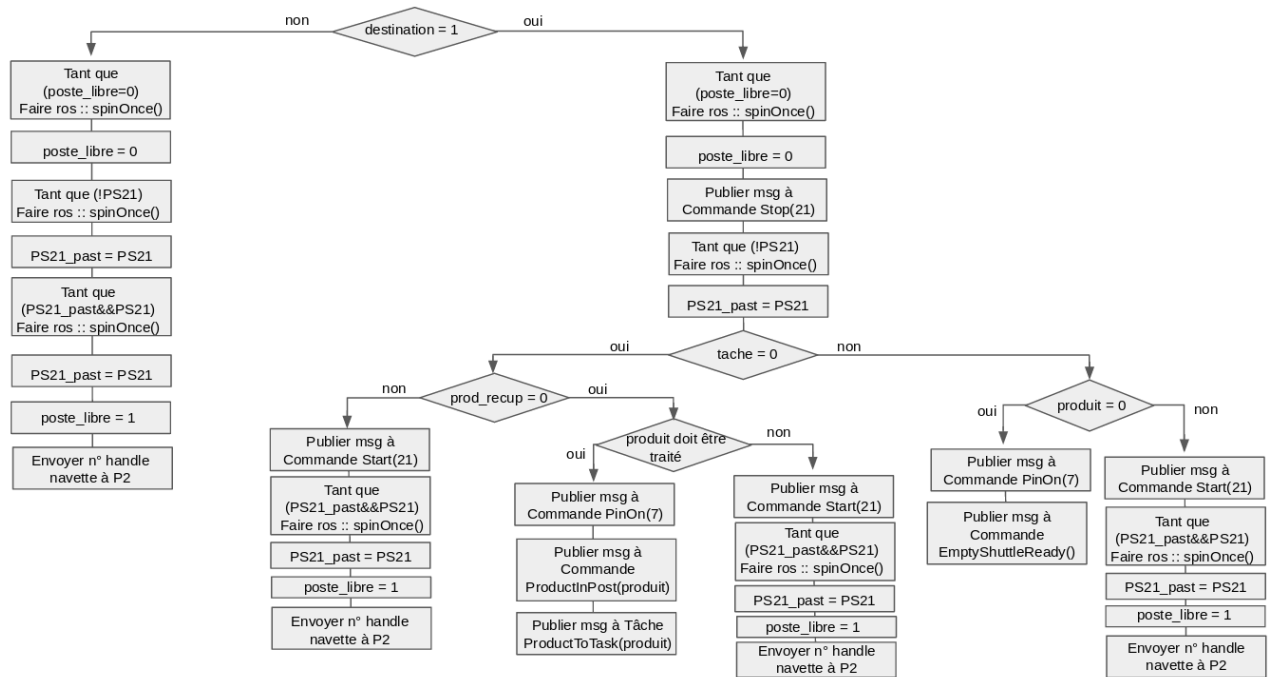 destination = 1
non
oui
Tant que
(poste_libre=0)
Faire ros :: spinOnce()
poste_libre = 0
Tant que (!PS21)
Faire ros :: spinOnce()
PS21_past = PS21
Tant que
(PS21_past&&PS21)
Faire ros :: spinOnce()
PS21_past = PS21
poste_libre = 1
Envoyer n° handle
navette à P2
Tant que
(poste_libre=0)
Faire ros :: spinOnce()
poste_libre = 0
Publier msg à
Commande Stop(21)
Tant que (!PS21)
Faire ros :: spinOnce()
PS21_past = PS21
tache = 0
oui
non
prod_recup = 0
non
oui
Publier msg à
Commande Start(21)
Tant que
(PS21_past&&PS21)
Faire ros :: spinOnce()
PS21_past = PS21
poste_libre = 1
Envoyer n° handle
navette à P2
produit doit être
traité
oui
non
Publier msg à
Commande PinOn(7)
Publier msg à
Commande
ProductInPost(produit)
Publier msg à Tâche
ProductToTask(produit)
Publier msg à
Commande Start(21)
Tant que
(PS21_past&&PS21)
Faire ros :: spinOnce()
PS21_past = PS21
poste_libre = 1
Envoyer n° handle
navette à P2
produit = 0
oui
non
Publier msg à
Commande PinOn(7)
Publier msg à
Commande
EmptyShuttleReady()
Publier msg à
Commande Start(21)
Tant que
(PS21_past&&PS21)
Faire ros :: spinOnce()
PS21_past = PS21
poste_libre = 1
Envoyer n° handle
navette à P2